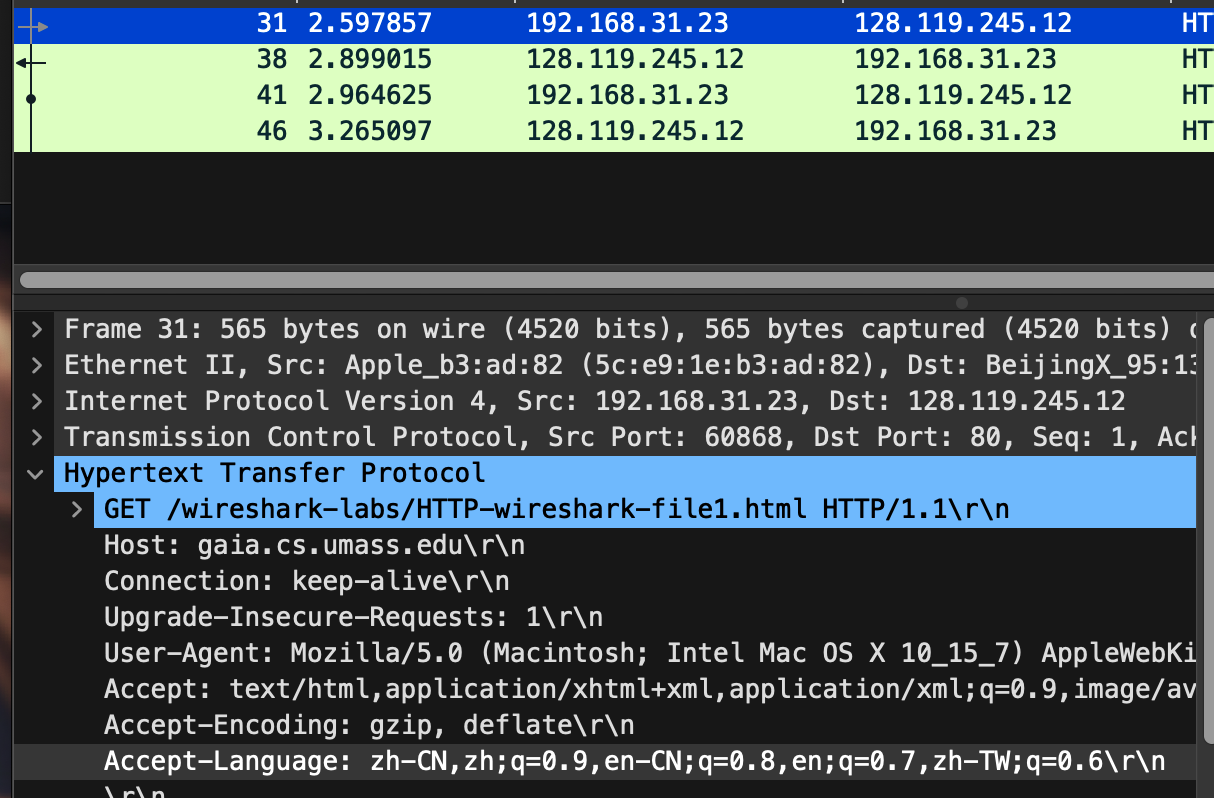 31 2.597857 192.168.31.23 128.119.245.12 HT
38 2.899015 128.119.245.12 192.168.31.23 HT
41 2.964625 192.168.31.23 128.119.245.12 HT
46 3.265097 128.119.245.12 192.168.31.23 HT
Frame 31: 565 bytes on wire (4520 bits), 565 bytes captured (4520 bits) o
Ethernet II, Src: Apple_b3:ad:82 (5c:e9:1e:b3:ad:82), Dst: BeijingX_95:13
Internet Protocol Version 4, Src: 192.168.31.23, Dst: 128.119.245.12
Transmission Control Protocol, Src Port: 60868, Dst Port: 80, Seq: 1, Ack
Hypertext Transfer Protocol
GET /wireshark-labs/HTTP-wireshark-file1.html HTTP/1.1\r\n
Host: gaia.cs.umass.edu\r\n
Connection: keep-alive\r\n
Upgrade-Insecure-Requests: 1\r\n
User-Agent: Mozilla/5.0 (Macintosh; Intel Mac OS X 10_15_7) AppleWebKi
Accept: text/html,application/xhtml+xml,application/xml;q=0.9,image/av
Accept-Encoding: gzip, deflate\r\n
Accept-Language: zh-CN,zh;q=0.9,en-CN;q=0.8,en;q=0.7,zh-TW;q=0.6\r\n
\r\n